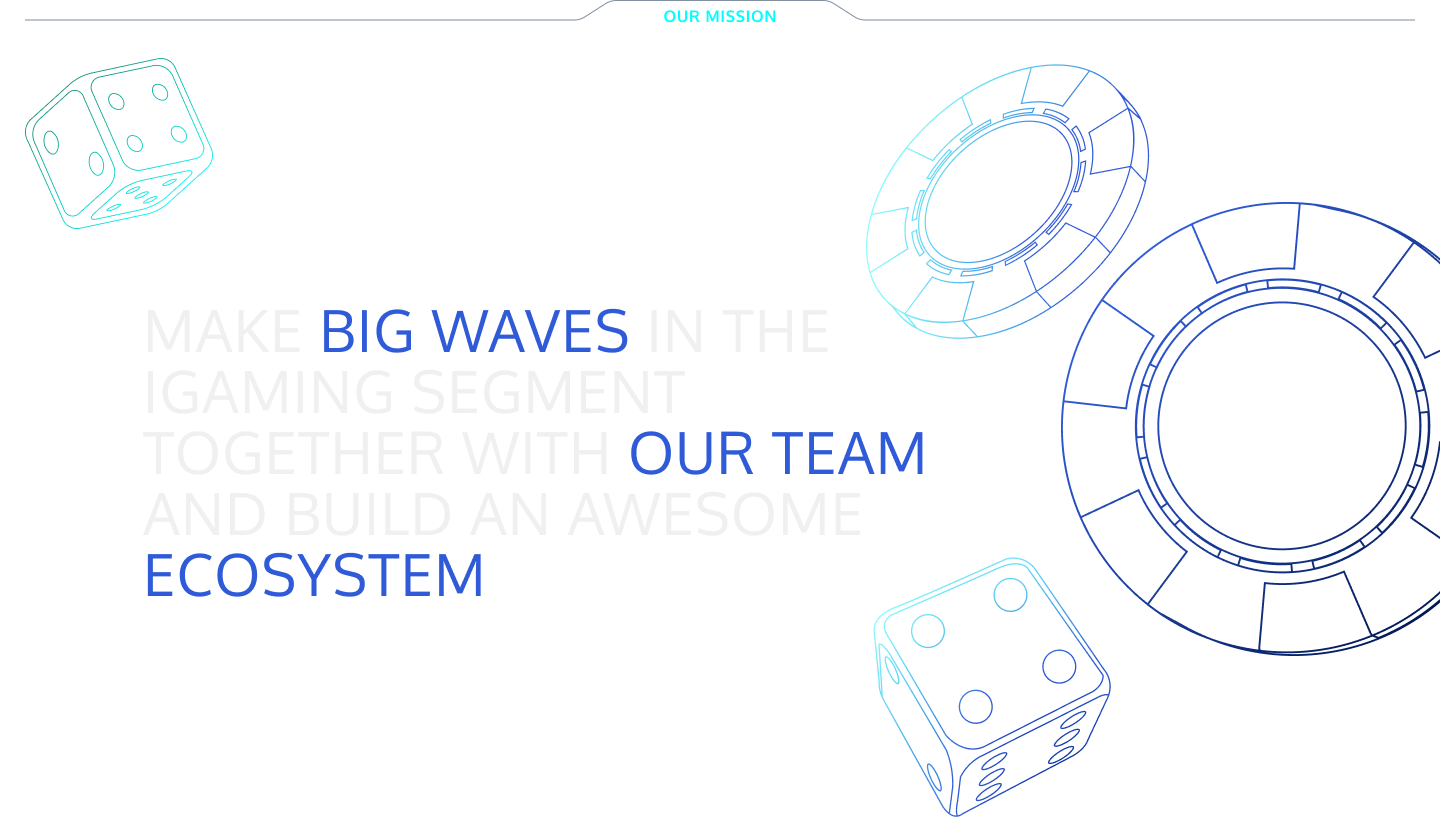 OUR MISSION
MAKE BIG WAVES IN THE
IGAMING SEGMENT
TOGETHER WITH OUR TEAM
AND BUILD AN AWESOME
ECOSYSTEM